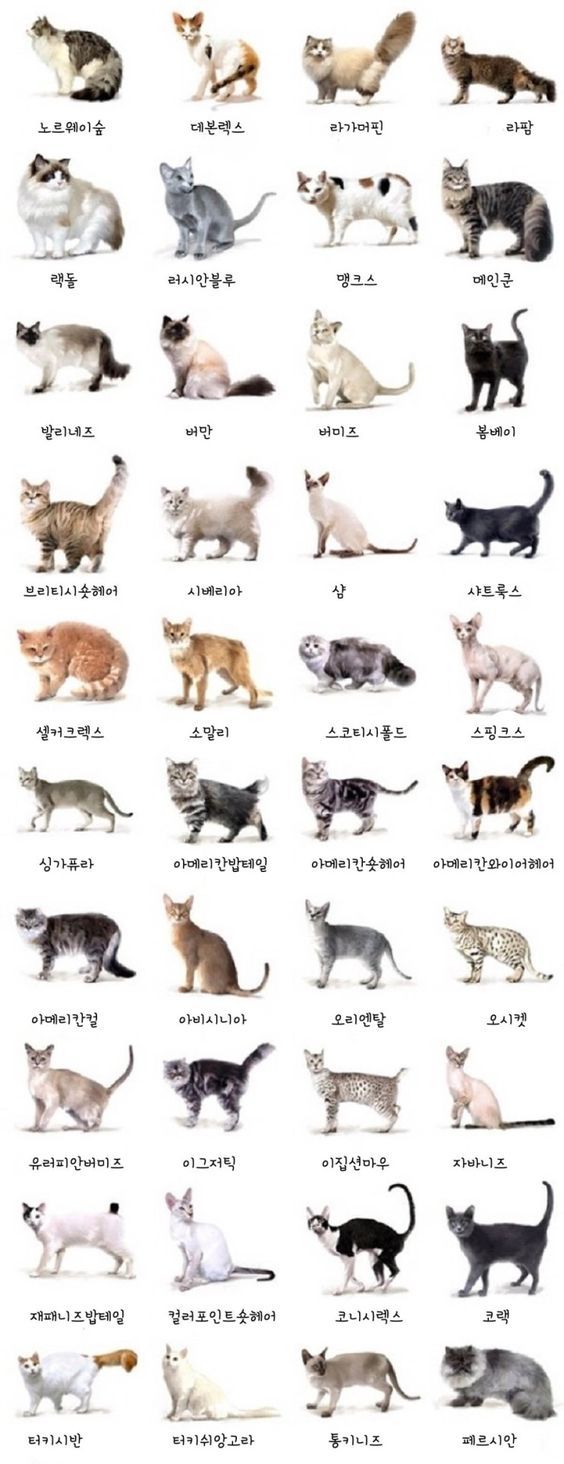 노르웨이숲
데본렉스
라가머핀
라팜
랙돌
러시안블루
맹크스
메인쿤
발리네즈
버만
버미즈
봄베이
브리티시숏헤어
시베리아
샴
샤트룩스
셀커크렉스
소말리
스코티시폴드
스핑크스
싱가퓨라
아메리칸밥테일
아메리칸숏헤어
아메리칸와이어헤어
아메리칸컬
아비시니아
오리엔탈
오시켓
유러피안버미즈
이그저틱
이집션마우
자바니즈
재패니즈밥테일
컬러포인트숏헤어
코니시렉스
코랙
터키시반
터키쉬앙고라
통키니즈
페르시안